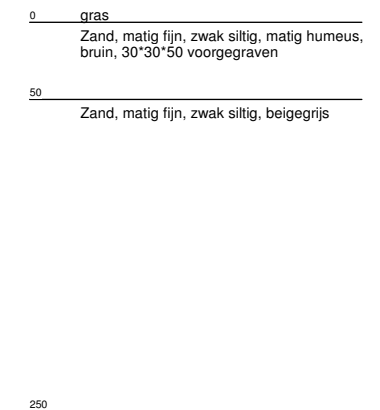 0 gras
Zand, matig fijn, zwak siltig, matig humeus,
bruin, 30*30*50 voorgegraven
50
Zand, matig fijn, zwak siltig, beigegrijs
250